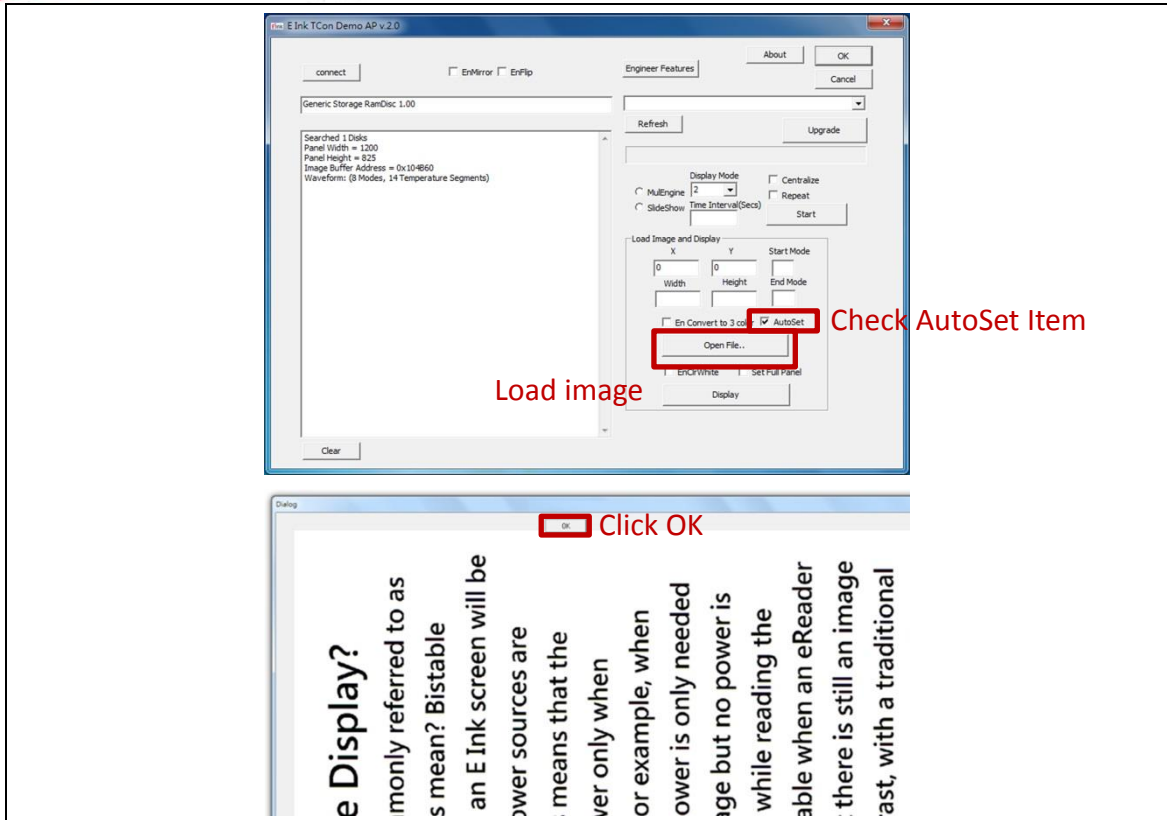 E Ink TCon Demo AP v.2.0
About
OK
connect
EnMirror
EnFlip
Engineer Features
Cancel
Generic Storage RamDisc 1.00
Refresh
Upgrade
Searched 1 Disks
Panel Width = 1200
Panel Height = 825
Image Buffer Address = 0x104B60
Waveform: (8 Modes, 14 Temperature Segments)
Display Mode
MulEngine
2
Centralize
Repeat
SlideShow
Time Interval(Secs)
Start
Load Image and Display
X
Y
Start Mode
0
0
Width
Height
End Mode
En Convert to 3 color
AutoSet
Check AutoSet Item
Open File..
EnClrWhite
Set Full Panel
Load image
Display
Clear
Dialog
OK
Click OK
e Display?
monly referred to as
s mean? Bistable
an E Ink screen will be
ower sources are
means that the
ver only when
or example, when
ower is only needed
age but no power is
while reading the
able when an eReader
there is still an image
rast, with a traditional